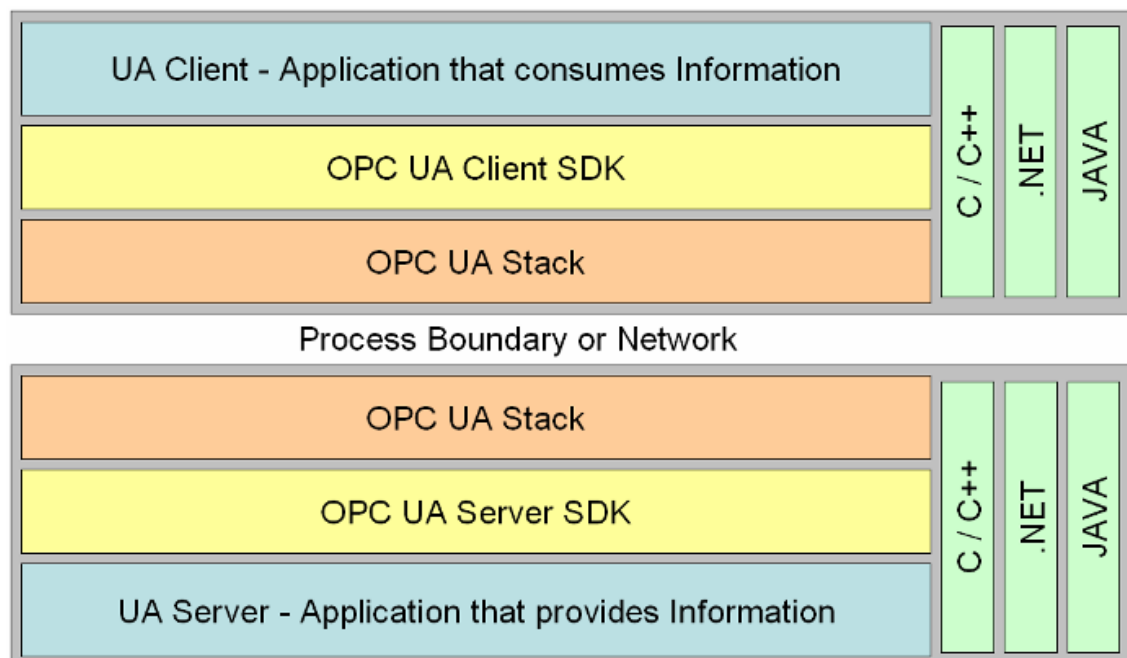 UA Client - Application that consumes Information
OPC UA Client SDK
OPC UA Stack
C / C++
.NET
JAVA
Process Boundary or Network
OPC UA Stack
OPC UA Server SDK
UA Server - Application that provides Information
C / C++
.NET
JAVA